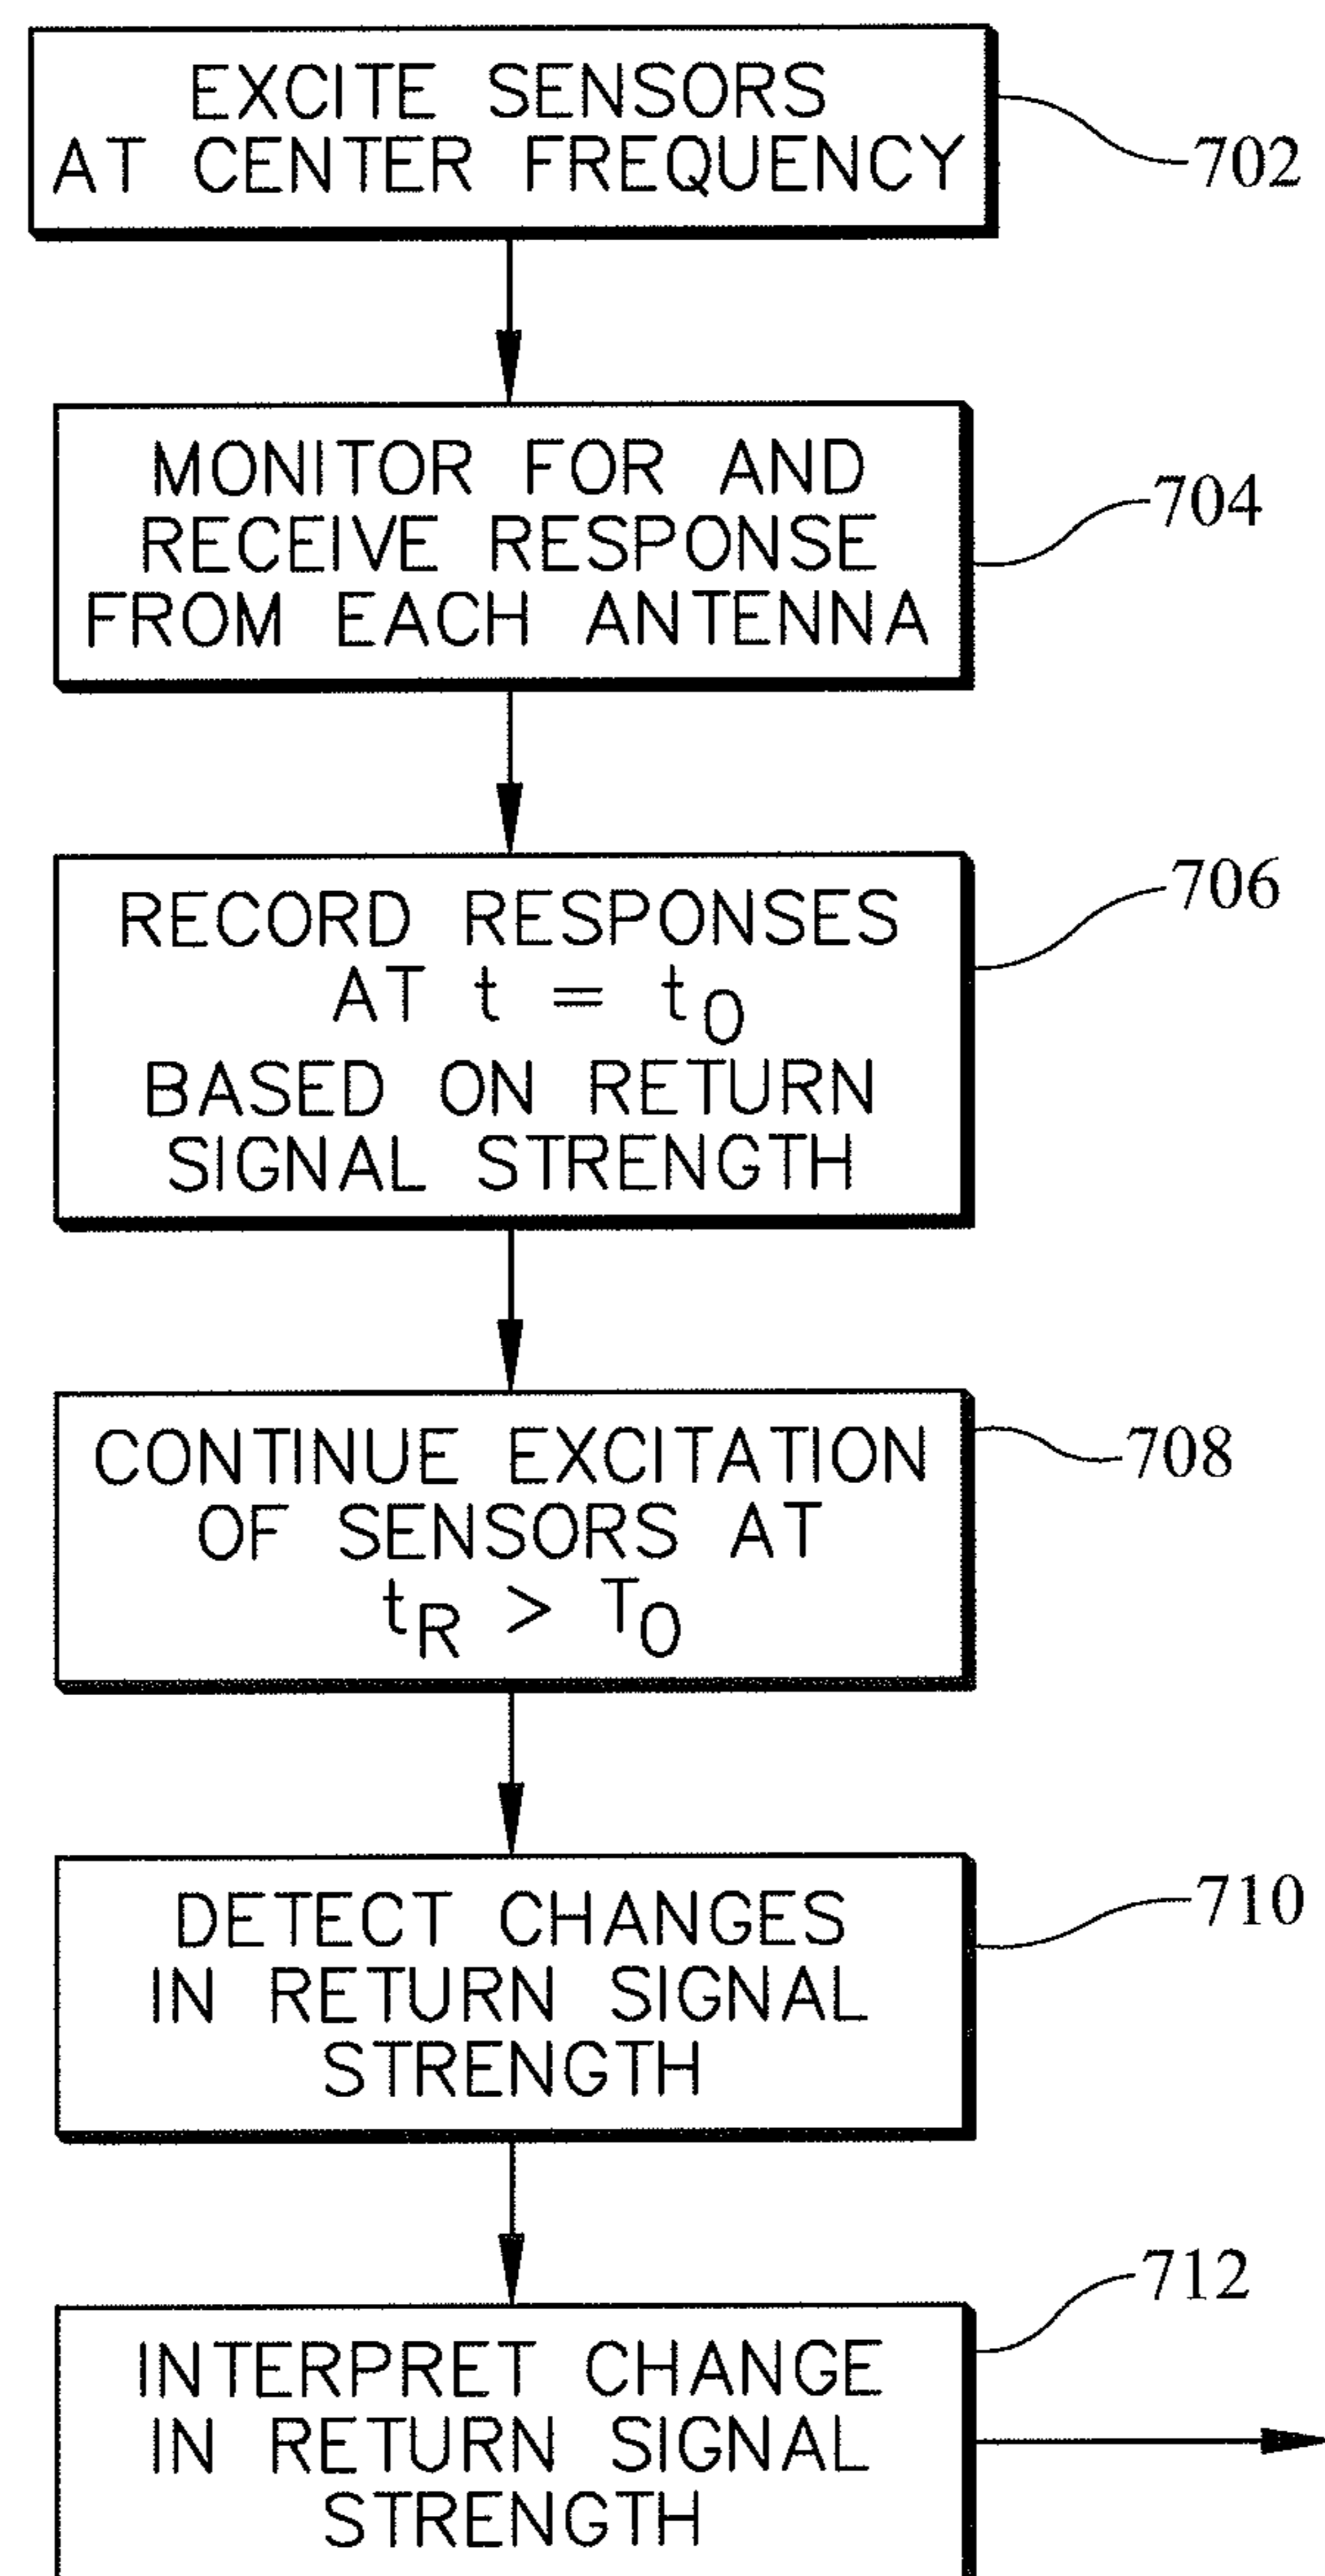 EXCITE SENSORS
AT CENTER FREQUENCY
702
MONITOR FOR AND
RECEIVE RESPONSE
FROM EACH ANTENNA
704
RECORD RESPONSES
AT t = t0
BASED ON RETURN
SIGNAL STRENGTH
706
CONTINUE EXCITATION
OF SENSORS AT
tR > T0
708
DETECT CHANGES
IN RETURN SIGNAL
STRENGTH
710
INTERPRET CHANGE
IN RETURN SIGNAL
STRENGTH
712